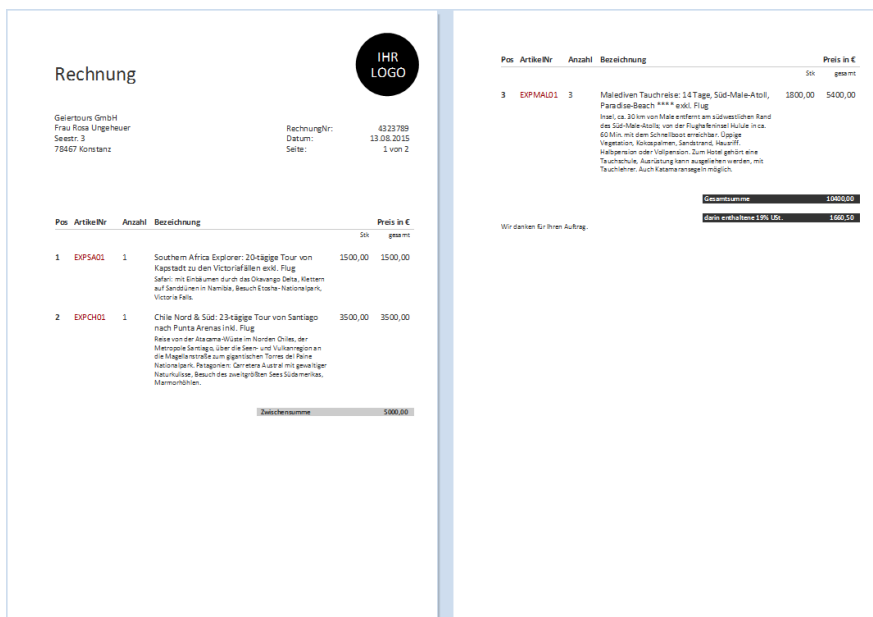 IHR
LOGO
Rechnung
Geiertours GmbH
Frau Rosa Ungeheuer
Seestr. 3
78467 Konstanz
RechnungNr: 4323789
Datum: 13.08.2015
Seite: 1 von 2
Pos ArtikelNr Anzahl Bezeichnung Preis in €
Stk gesamt
1 EXPSA01 1 Southern Africa Explorer: 20-tägige Tour von 1500,00 1500,00
Kapstadt zu den Victoriafällen exkl. Flug
Safari: mit Einbäumen durch das Okavango Delta, Klettern
auf Sanddünen in Namibia, Besuch Etosha-Nationalpark,
Victoria Falls.
2 EXPCH01 1 Chile Nord & Süd: 23-tägige Tour von Santiago 3500,00 3500,00
nach Punta Arenas inkl. Flug
Reise von der Atacama-Wüste im Norden Chiles, der
Metropole Santiago, über die Seen- und Vulkanregion an
die Magellanstraße zum gigantischen Torres del Paine
Nationalpark. Patagonien: Carretera Austral mit gewaltiger
Naturkulisse, Besuch des zweitgrößten Sees Südamerikas,
Marmorhöhlen.
Zwischensumme 5000,00
Pos ArtikelNr Anzahl Bezeichnung Preis in €
Stk gesamt
3 EXPMAL01 3 Malediven Tauchreise: 14 Tage, Süd-Male-Atoll, 1800,00 5400,00
Paradise-Beach **** exkl. Flug
Insel, ca. 30 km von Male entfernt am südwestlichen Rand
des Süd-Male-Atolls; von der Flughafeninsel Hulule in ca.
60 Min. mit dem Schnellboot erreichbar. Üppige
Vegetation, Kokospalmen, Sandstrand, Hausriff.
Halbpension oder Vollpension. Zum Hotel gehört eine
Tauchschule, Ausrüstung kann ausgeliehen werden, mit
Tauchlehrer. Auch Katamaransegeln möglich.
Gesamtsumme 10400,00
darin enthaltene 19% USt. 1660,50
Wir danken für Ihren Auftrag.